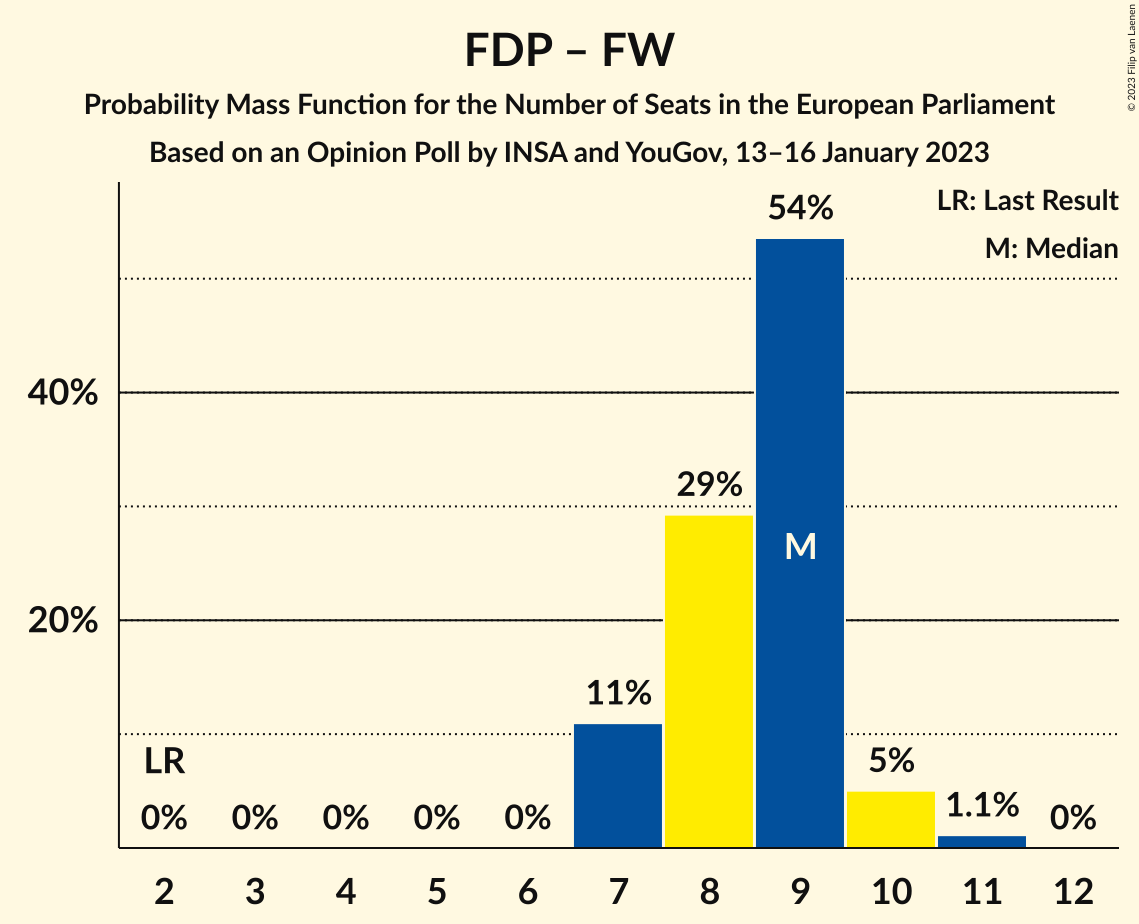 FDP – FW
Probability Mass Function for the Number of Seats in the European Parliament
Based on an Opinion Poll by INSA and YouGov, 13–16 January 2023
© 2023 Filip van Laenen
LR: Last Result
M: Median
54%
40%
29%
M
20%
11%
LR
5%
1.1%
0% 0% 0% 0% 0% 0%
2 3 4 5 6 7 8 9 10 11 12